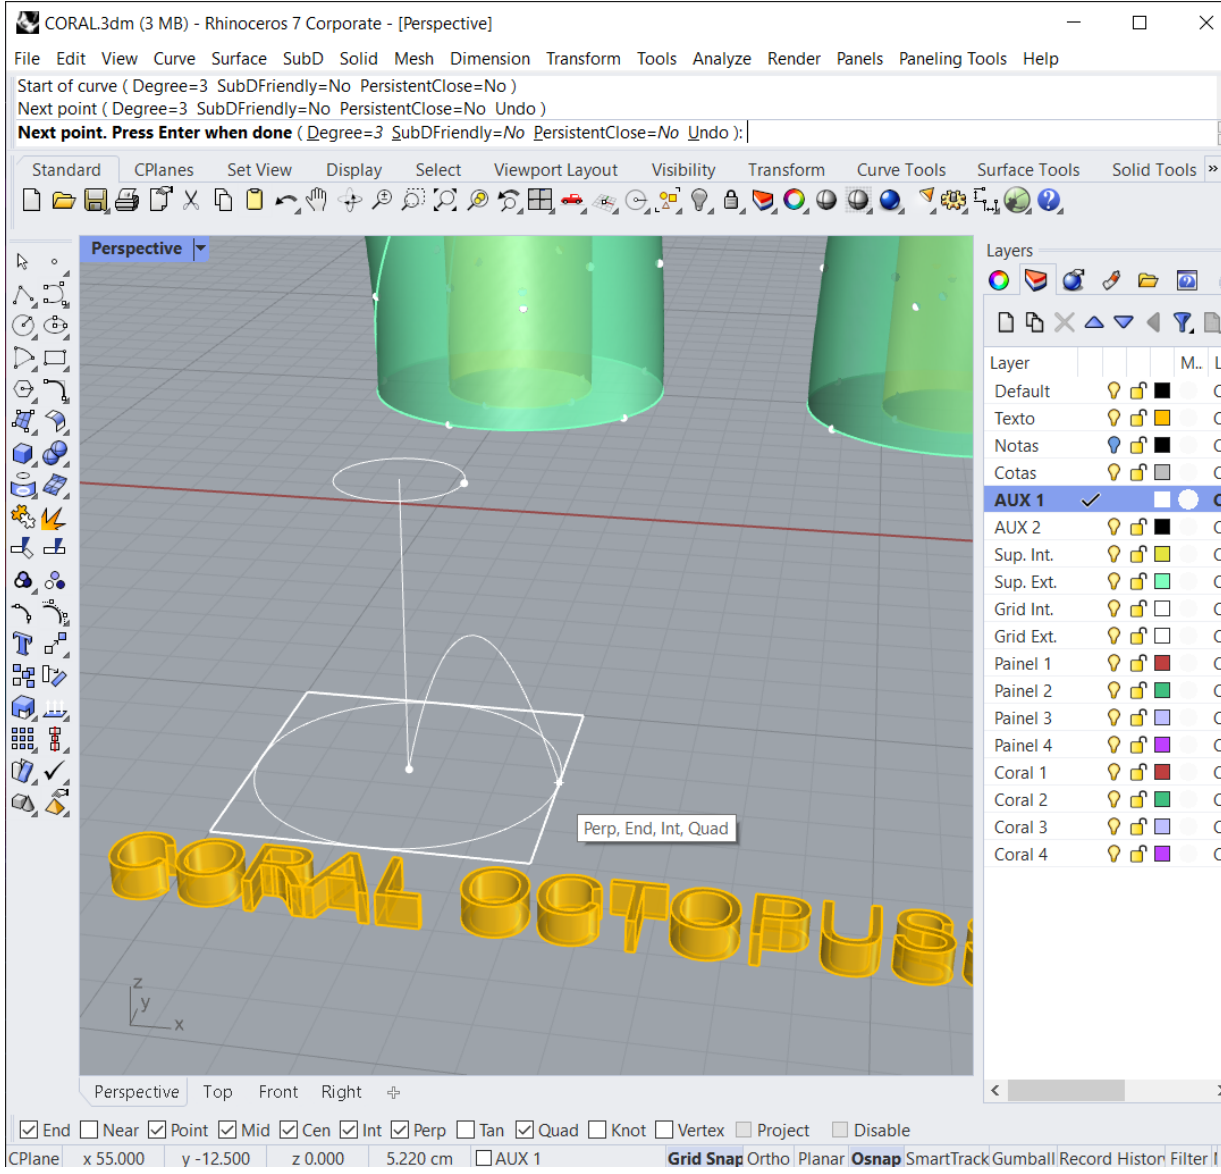 CORAL.3dm (3 MB) - Rhinoceros 7 Corporate - [Perspective]
File Edit View Curve Surface SubD Solid Mesh Dimension Transform Tools Analyze Render Panels Paneling Tools Help
Start of curve ( Degree=3 SubDFriendly=No PersistentClose=No )
Next point ( Degree=3 SubDFriendly=No PersistentClose=No Undo )
Next point. Press Enter when done ( Degree=3 SubDFriendly=No PersistentClose=No Undo ):
Standard CPlanes Set View Display Select Viewport Layout Visibility Transform Curve Tools Surface Tools Solid Tools »
Perspective
Layers
Layer M..
Default
Texto
Notas
Cotas
AUX 1
AUX 2
Sup. Int.
Sup. Ext.
Grid Int.
Grid Ext.
Painel 1
Painel 2
Painel 3
Painel 4
Coral 1
Coral 2
Coral 3
Coral 4
Perp, End, Int, Quad
CORAL OCTOPUS
z
y
x
Perspective Top Front Right
End Near Point Mid Cen Int Perp Tan Quad Knot Vertex Project Disable
CPlane x 55.000 y -12.500 z 0.000 5.220 cm AUX 1 Grid Snap Ortho Planar Osnap SmartTrack Gumball Record History Filter